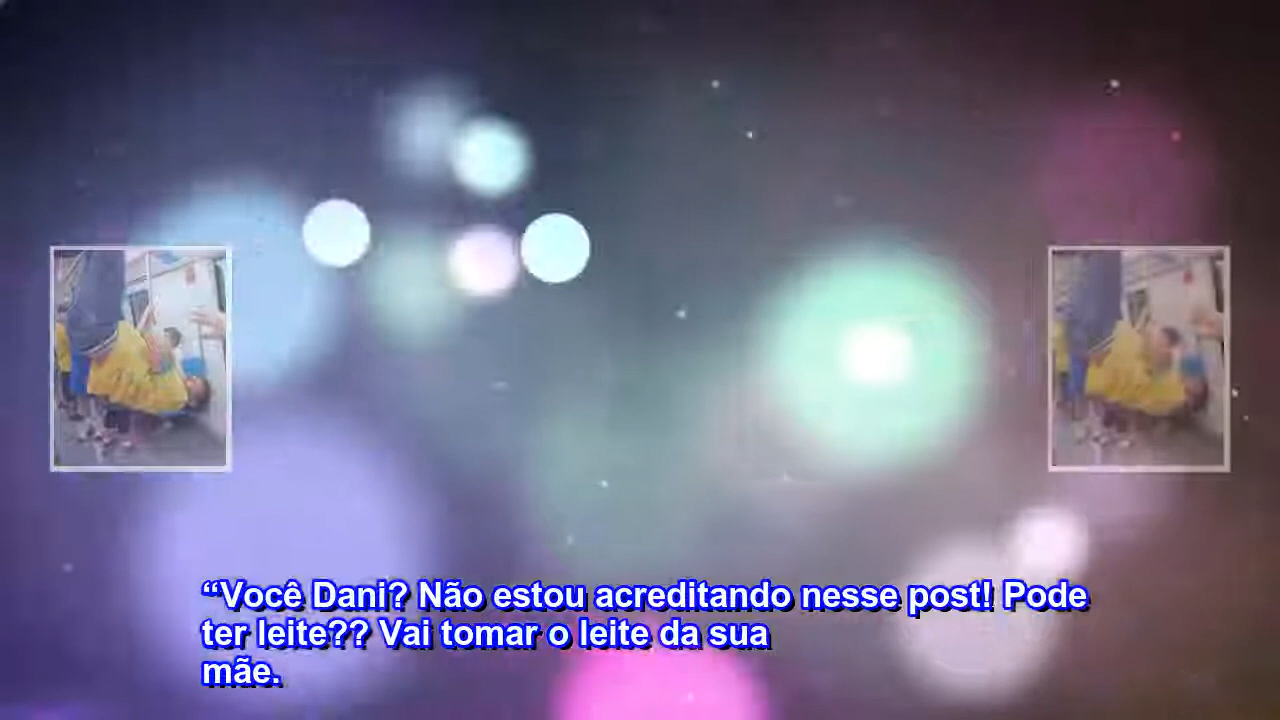 “Você Dani? Não estou acreditando nesse post! Pode
ter leite?? Vai tomar o leite da sua
mãe.